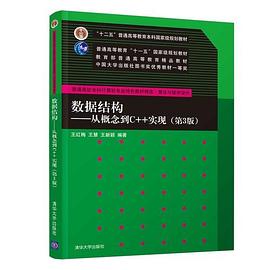 "十二五"普通高等教育本科国家级规划教材
普通高等教育"十一五"国家级规划教材
教育部普通高等教育精品教材
中国大学出版社图书奖优秀教材一等奖
数据结构
——从概念到C++实现（第3版）
王红梅 王慧 王新颖 编著
清华大学出版社